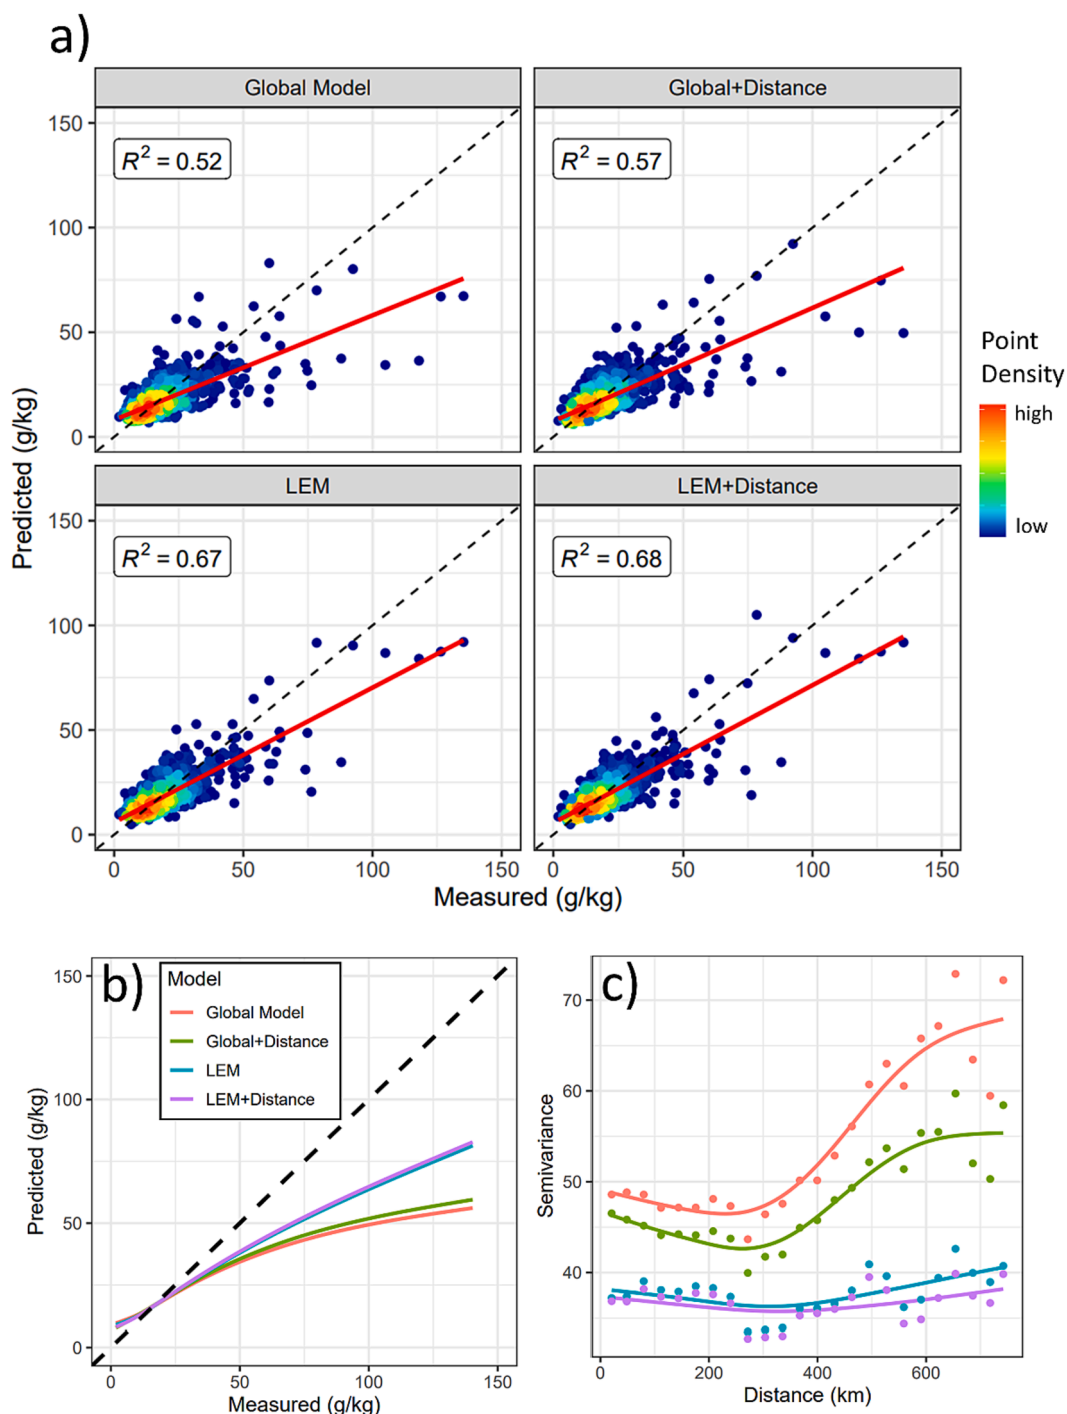 a)
Global Model
Global+Distance
150
R² = 0.52
R² = 0.57
100
50
0
Point
Density
high
low
Predicted (g/kg)
LEM
LEM+Distance
150
R² = 0.67
R² = 0.68
100
50
0
0 50 100 150 0 50 100 150
Measured (g/kg)
b)
Model
Global Model
Global+Distance
LEM
LEM+Distance
150
100
50
0
Predicted (g/kg)
0 50 100 150
Measured (g/kg)
c)
70
60
50
40
Semivariance
0 200 400 600
Distance (km)